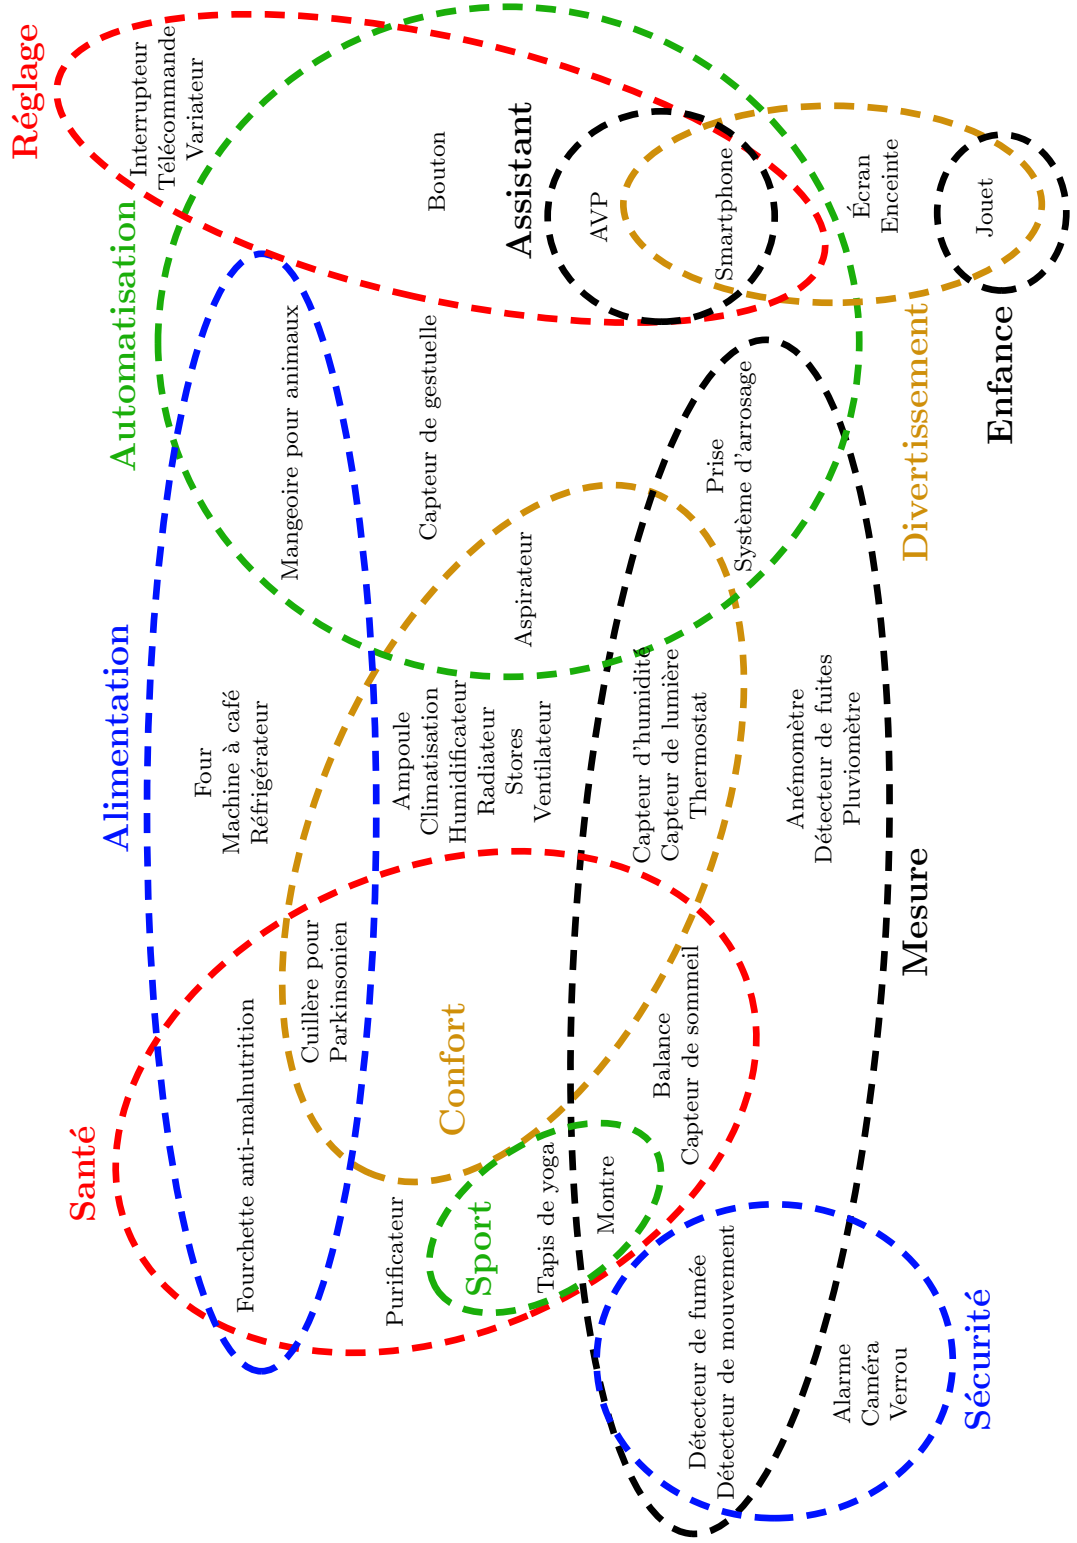 Santé
Alimentation
Automatisation
Réglage
Interrupteur
Télécommande
Variateur
Fourchette anti-malnutrition
Four
Machine à café
Réfrigérateur
Mangeoire pour animaux
Cuillère pour
Parkinsonien
Purificateur
Confort
Ampoule
Climatisation
Humidificateur
Radiateur
Stores
Ventilateur
Capteur de gestuelle
Bouton
Sport
Tapis de yoga
Montre
Aspirateur
Assistant
AVP
Smartphone
Balance
Capteur de sommeil
Capteur d'humidité
Capteur de lumière
Thermostat
Prise
Système d'arrosage
Détecteur de fumée
Détecteur de mouvement
Anémomètre
Détecteur de fuites
Pluviomètre
Écran
Enceinte
Alarme
Caméra
Verrou
Mesure
Divertissement
Jouet
Sécurité
Enfance